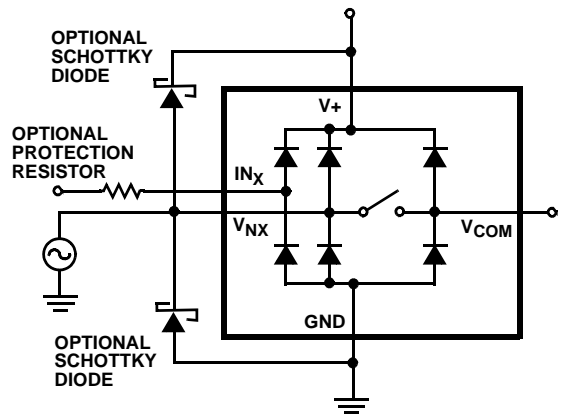 OPTIONAL
SCHOTTKY
DIODE
V+
OPTIONAL
PROTECTION
RESISTOR
INX
VNX
VCOM
GND
OPTIONAL
SCHOTTKY
DIODE